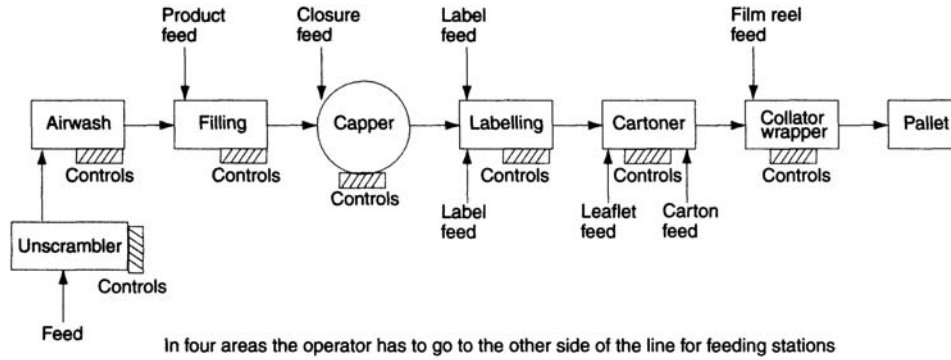 Product
feed
Closure
feed
Label
feed
Film reel
feed
Airwash
Filling
Capper
Labelling
Cartoner
Collator
wrapper
Pallet
Controls
Controls
Controls
Controls
Controls
Controls
Label
feed
Leaflet
feed
Carton
feed
Unscrambler
Controls
Feed
In four areas the operator has to go to the other side of the line for feeding stations